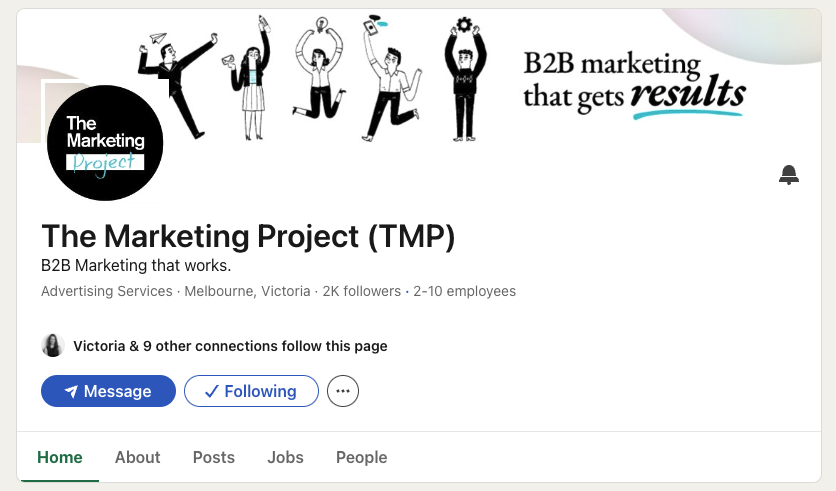 B2B marketing
that gets results
The
Marketing
Project
The Marketing Project (TMP)
B2B Marketing that works.
Advertising Services · Melbourne, Victoria · 2K followers · 2-10 employees
Victoria & 9 other connections follow this page
Message
Following
Home
About
Posts
Jobs
People